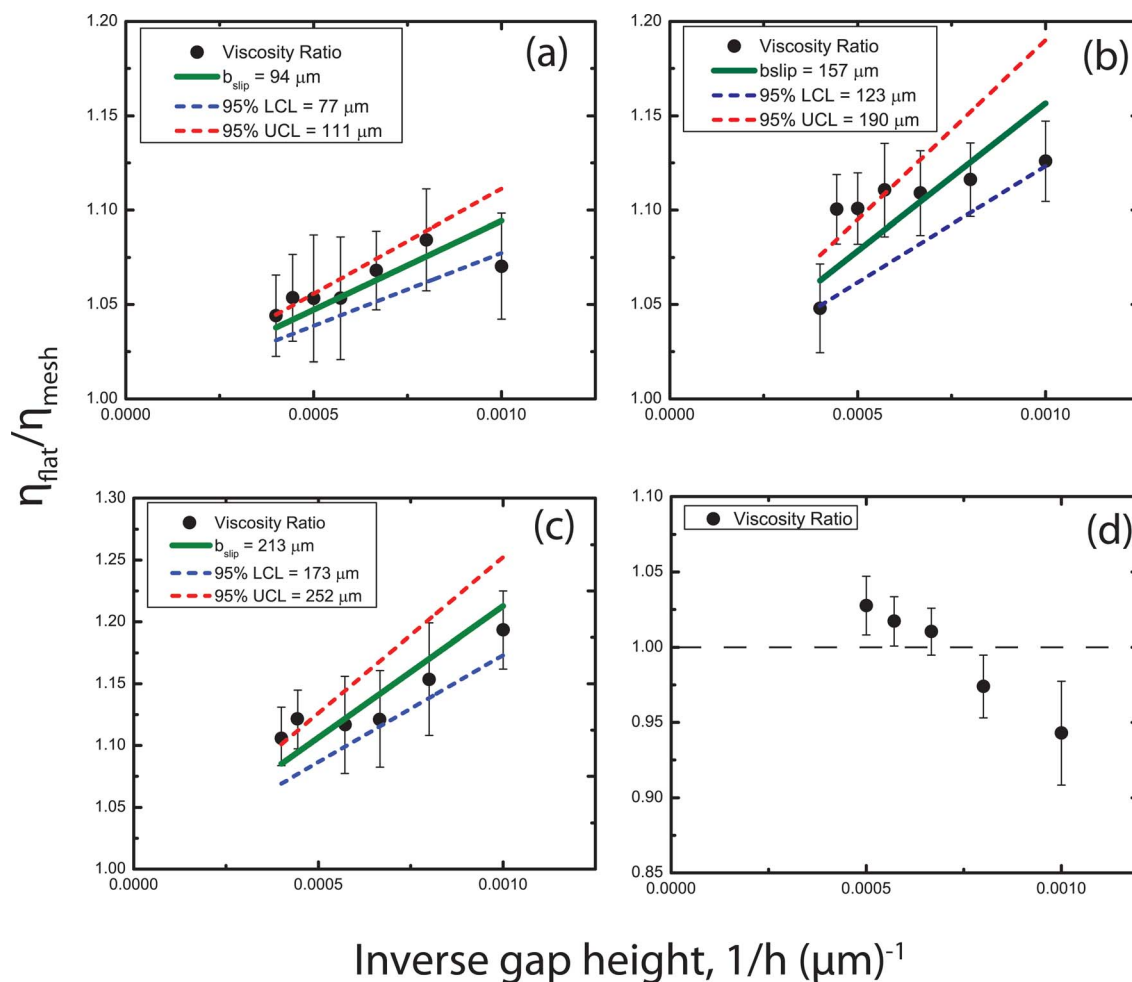 1.20
1.15
1.10
1.05
1.00
0.0000
0.0005
0.0010
Viscosity Ratio
b_slip = 94 μm
95% LCL = 77 μm
95% UCL = 111 μm
(a)
1.20
1.15
1.10
1.05
1.00
0.0000
0.0005
0.0010
Viscosity Ratio
bslip = 157 μm
95% LCL = 123 μm
95% UCL = 190 μm
(b)
η_flat/η_mesh
1.30
1.25
1.20
1.15
1.10
1.05
1.00
0.0000
0.0005
0.0010
Viscosity Ratio
b_slip = 213 μm
95% LCL = 173 μm
95% UCL = 252 μm
(c)
1.10
1.05
1.00
0.95
0.90
0.85
0.0000
0.0005
0.0010
Viscosity Ratio
(d)
Inverse gap height, 1/h (μm)⁻¹